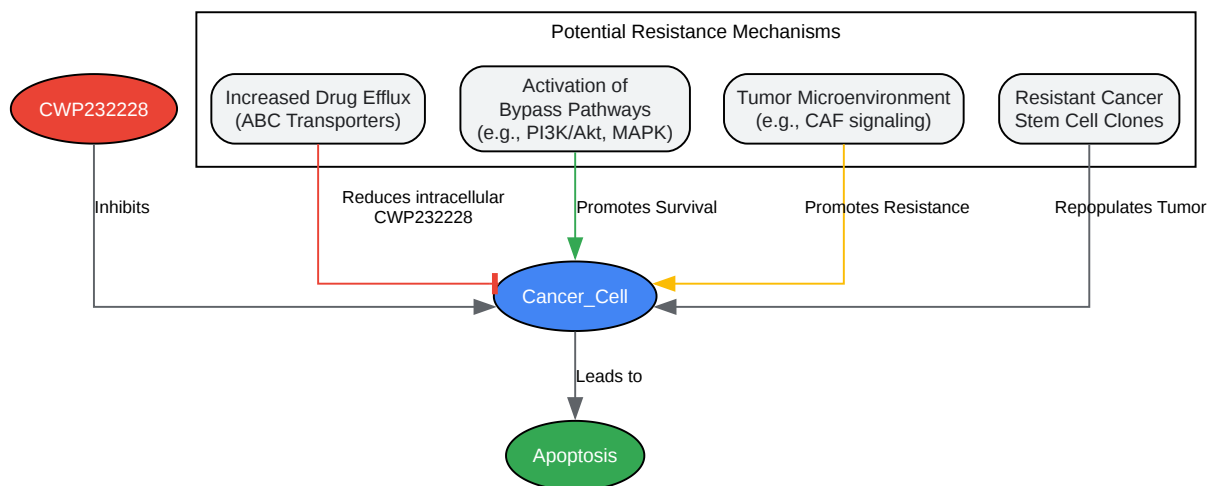 Potential Resistance Mechanisms
CWP232228
Increased Drug Efflux
(ABC Transporters)
Activation of
Bypass Pathways
(e.g., PI3K/Akt, MAPK)
Tumor Microenvironment
(e.g., CAF signaling)
Resistant Cancer
Stem Cell Clones
Inhibits
Reduces intracellular
CWP232228
Promotes Survival
Promotes Resistance
Repopulates Tumor
Cancer_Cell
Leads to
Apoptosis